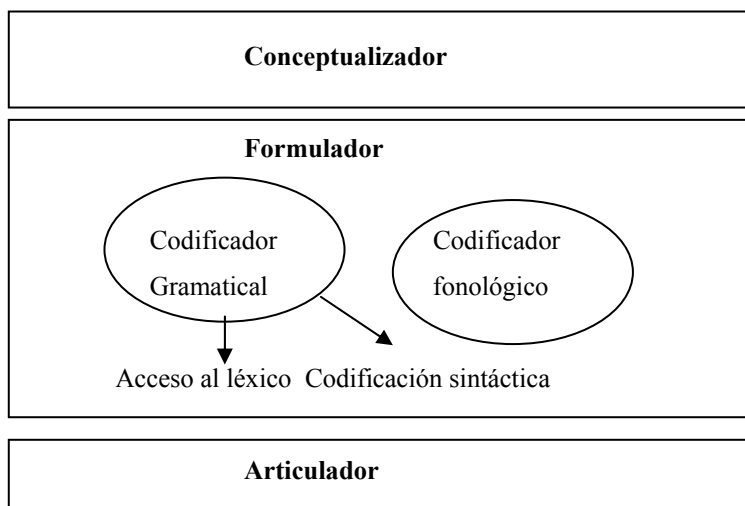 Conceptualizador
Formulador
Codificador
Gramatical
Codificador
fonológico
Acceso al léxico Codificación sintáctica
Articulador